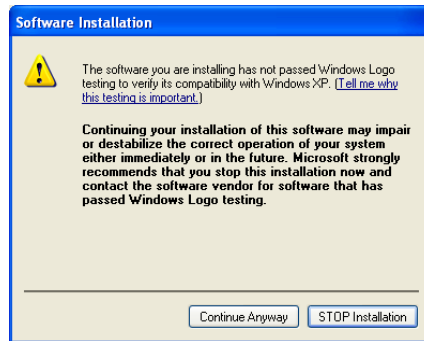 Software Installation
The software you are installing has not passed Windows Logo
testing to verify its compatibility with Windows XP. (Tell me why
this testing is important.)
Continuing your installation of this software may impair
or destabilize the correct operation of your system
either immediately or in the future. Microsoft strongly
recommends that you stop this installation now and
contact the software vendor for software that has
passed Windows Logo testing.
Continue Anyway STOP Installation